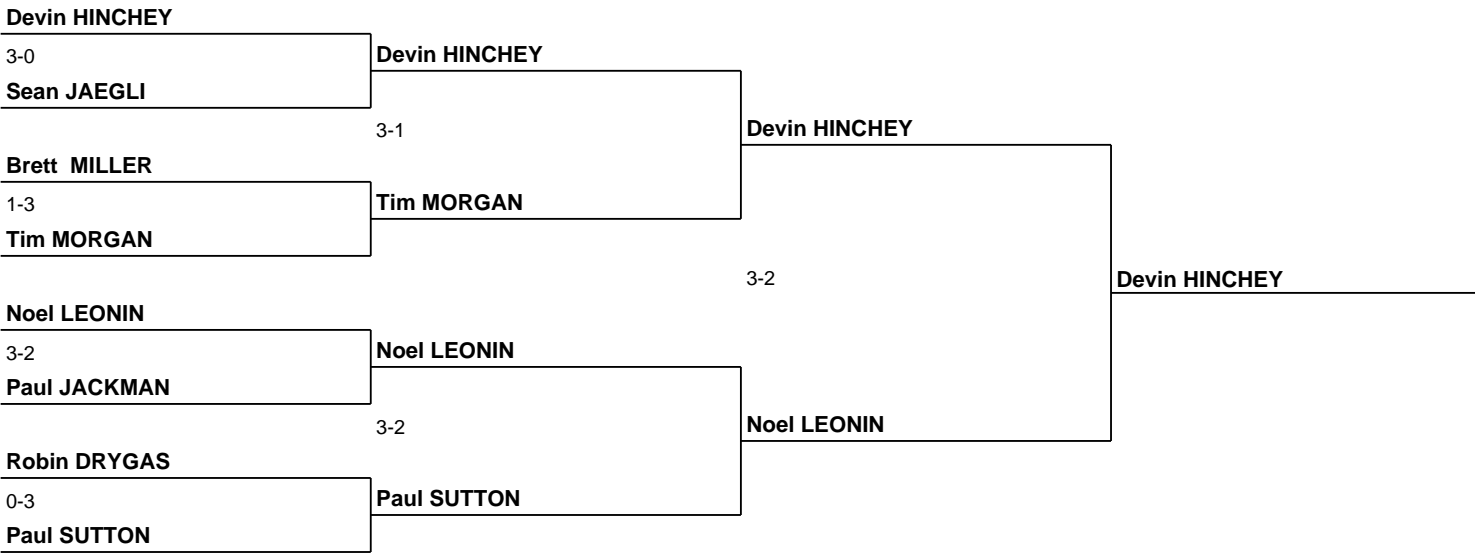 Devin HINCHEY
3-0
Devin HINCHEY
Sean JAEGLI
3-1
Devin HINCHEY
Brett  MILLER
1-3
Tim MORGAN
Tim MORGAN
3-2
Devin HINCHEY
Noel LEONIN
3-2
Noel LEONIN
Paul JACKMAN
3-2
Noel LEONIN
Robin DRYGAS
0-3
Paul SUTTON
Paul SUTTON